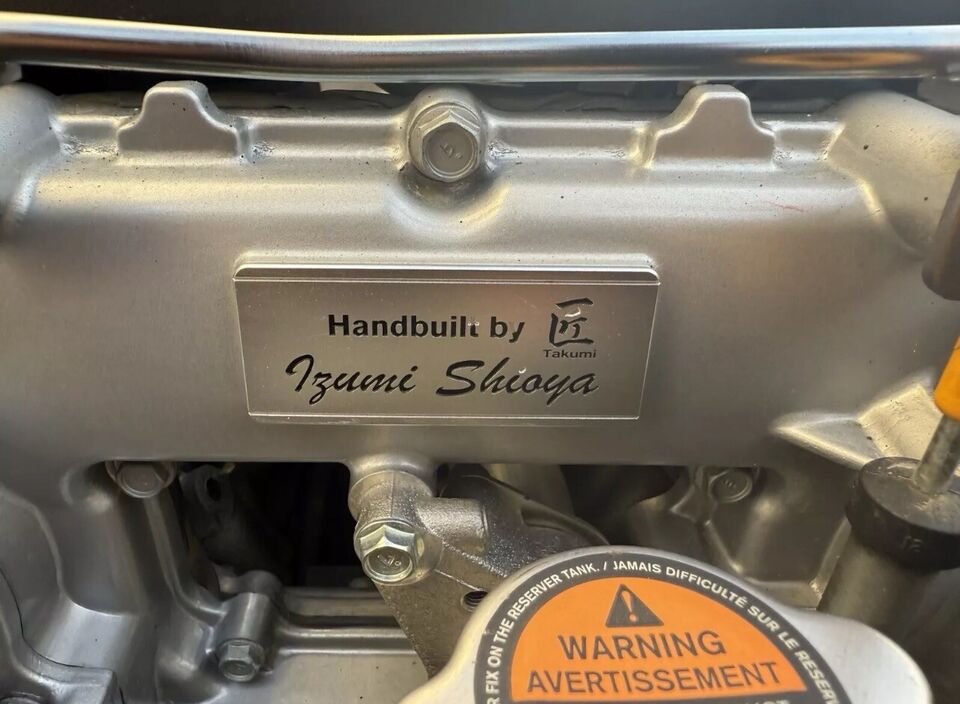 Handbuilt by 匠
Takumi
Izumi Shioya
FIX ON THE RESERVER TANK. / JAMAIS DIFFICULTÉ SUR LE RESERV
WARNING
AVERTISSEMENT